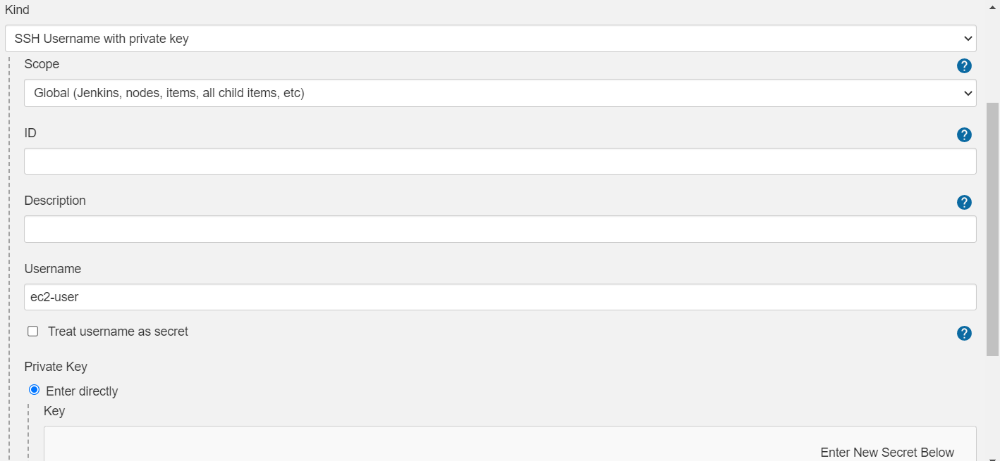 Kind
SSH Username with private key
Scope
?
Global (Jenkins, nodes, items, all child items, etc)
ID
?
Description
?
Username
ec2-user
Treat username as secret
?
Private Key
Enter directly
Key
Enter New Secret Below